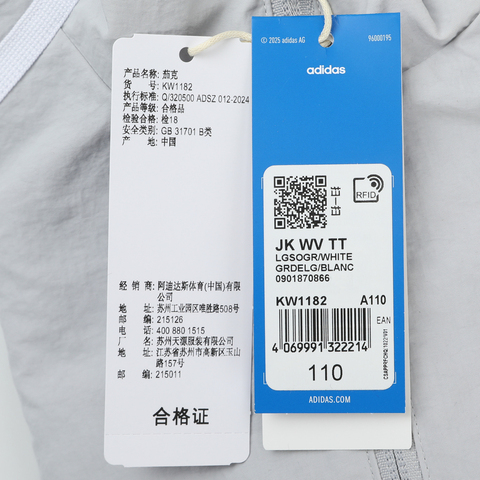 产品名称: 茄克
货 号: KW1182
执行标准: Q/320500 ADSZ 012-2024
产品等级: 合格品
检验合格: 检18
安全类别: GB 31701 B类
产 地: 中国
经 销 商: 阿迪达斯体育(中国)有限
公司
地 址: 苏州工业园区唯胜路508号
邮 编: 215126
电 话: 400 880 1515
制 造 商: 苏州天源服装有限公司
地 址: 江苏省苏州市高新区玉山
路157号
邮 编: 215011
合格证
© 2025 adidas
96000195
adidas
RFID
JK WV TT
LGSOGR/WHITE
GRDELG/BLANC
0901870866
KW1182 A110
EAN
4 069991 322214
110
ADIDAS.COM